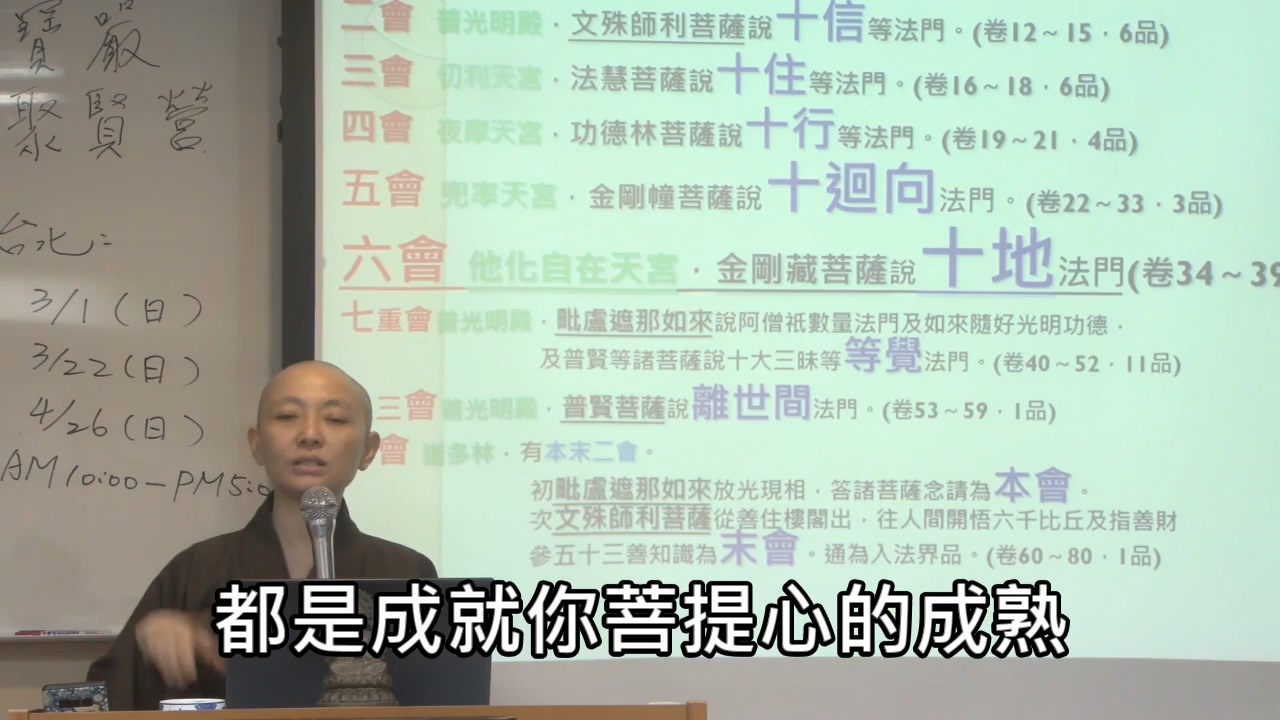 寶嚴
聚賢營
台北:
3/1(日)
3/22(日)
4/26(日)
AM10:00-PM5:0
二會 普光明殿．文殊師利菩薩說十信等法門。(卷12～15．6品)
三會 忉利天宮．法慧菩薩說十住等法門。(卷16～18．6品)
四會 夜摩天宮．功德林菩薩說十行等法門。(卷19～21．4品)
五會 兜率天宮．金剛幢菩薩說十迴向法門。(卷22～33．3品)
六會 他化自在天宮．金剛藏菩薩說十地法門(卷34～39
七重會普光明殿．毗盧遮那如來說阿僧祇數量法門及如來隨好光明功德，
及普賢等諸菩薩說十大三昧等等覺法門。(卷40～52．11品)
三會普光明殿．普賢菩薩說離世間法門。(卷53～59．1品)
會 逝多林．有本末二會。
初毗盧遮那如來放光現相．答諸菩薩念請為本會。
次文殊師利菩薩從善住樓閣出．往人間開悟六千比丘及指善財
參五十三善知識為末會。通為入法界品。(卷60～80．1品)
都是成就你菩提心的成熟